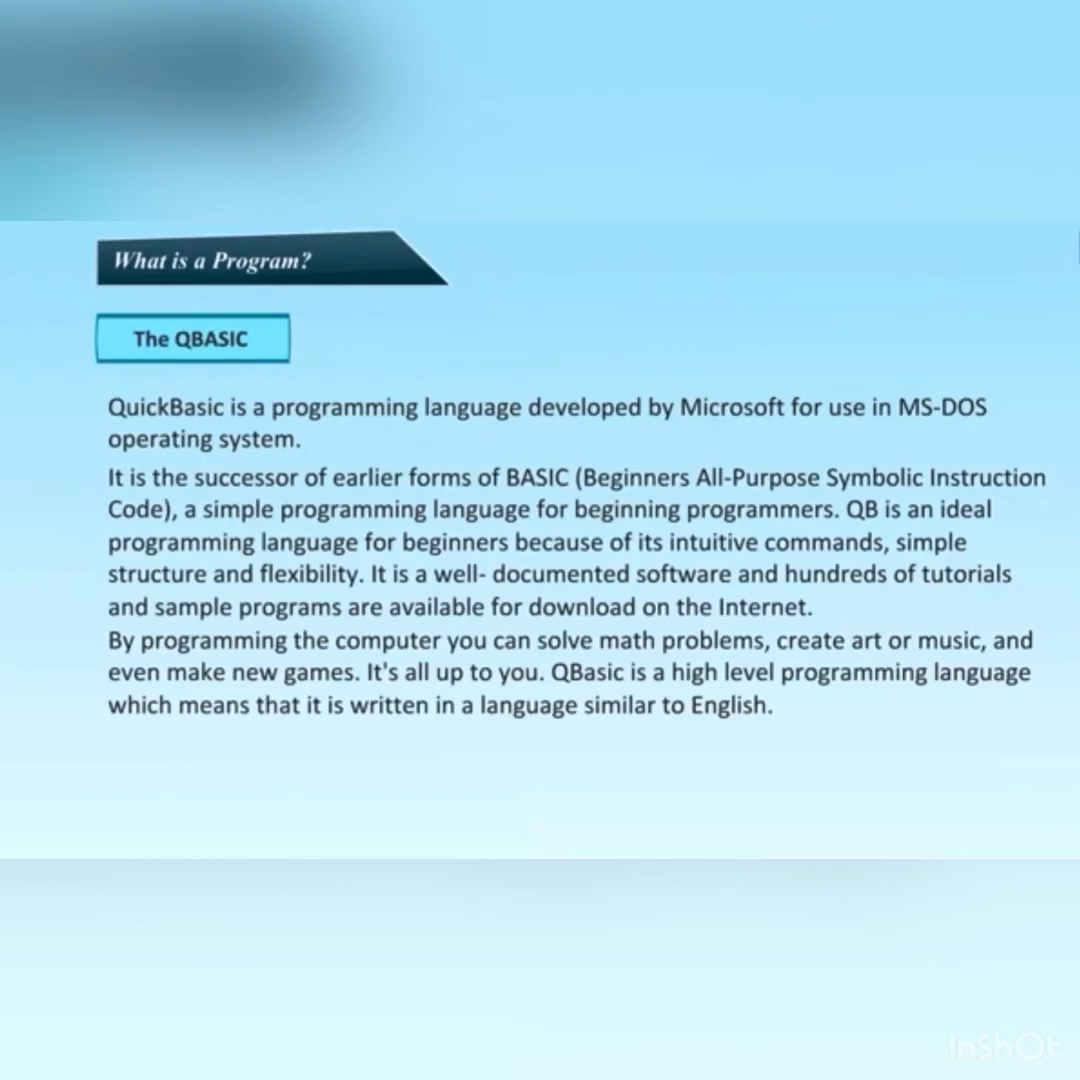 What is a Program?
The QBASIC
QuickBasic is a programming language developed by Microsoft for use in MS-DOS
operating system.
It is the successor of earlier forms of BASIC (Beginners All-Purpose Symbolic Instruction
Code), a simple programming language for beginning programmers. QB is an ideal
programming language for beginners because of its intuitive commands, simple
structure and flexibility. It is a well- documented software and hundreds of tutorials
and sample programs are available for download on the Internet.
By programming the computer you can solve math problems, create art or music, and
even make new games. It's all up to you. QBasic is a high level programming language
which means that it is written in a language similar to English.
InShOt